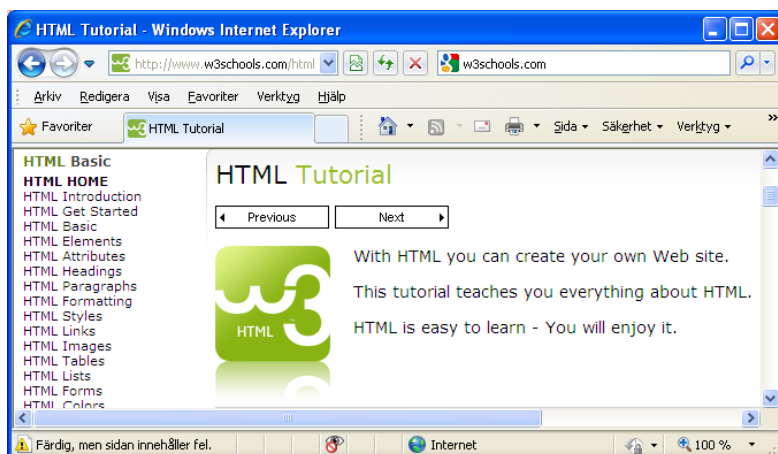 HTML Tutorial - Windows Internet Explorer
http://www.w3schools.com/html w3schools.com
Arkiv Redigera Visa Favoriter Verktyg Hjälp
Favoriter HTML Tutorial Sida Säkerhet Verktyg »
HTML Basic
HTML HOME
HTML Introduction
HTML Get Started
HTML Basic
HTML Elements
HTML Attributes
HTML Headings
HTML Paragraphs
HTML Formatting
HTML Styles
HTML Links
HTML Images
HTML Tables
HTML Lists
HTML Forms
HTML Colors
HTML Tutorial
Previous Next
w3
HTML
With HTML you can create your own Web site.
This tutorial teaches you everything about HTML.
HTML is easy to learn - You will enjoy it.
Färdig, men sidan innehåller fel. Internet 100 %